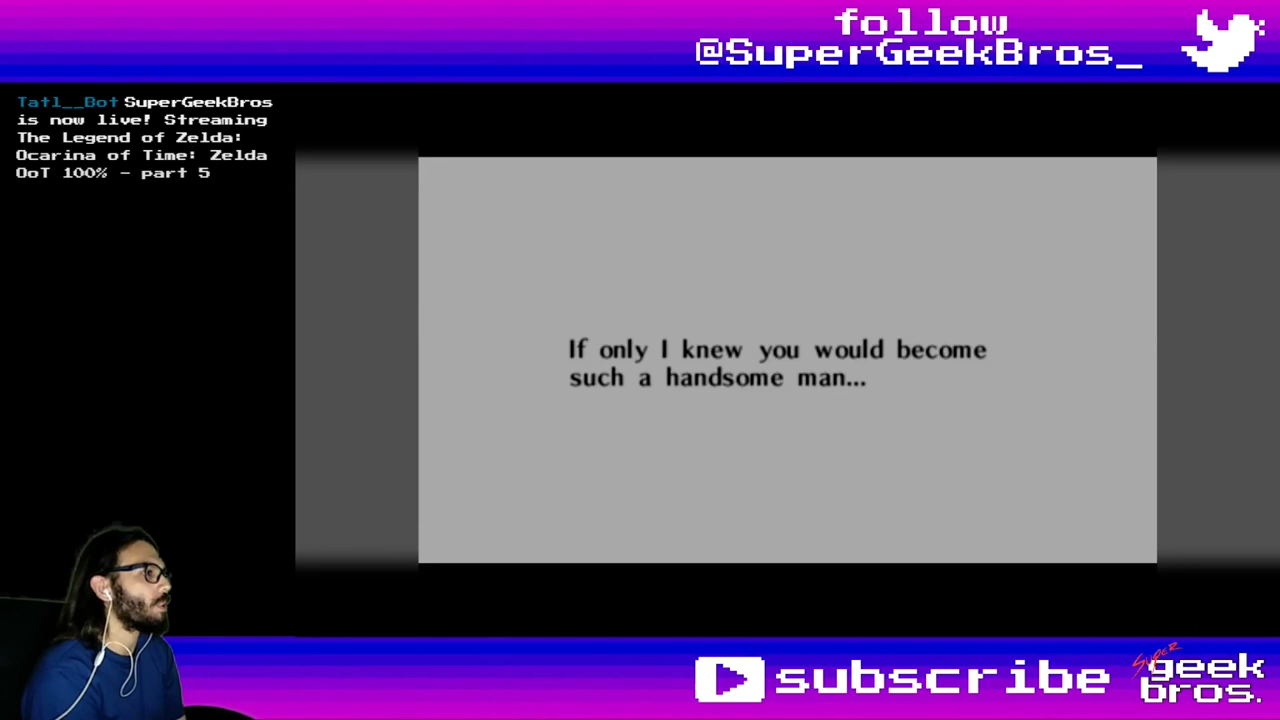 follow
@SuperGeekBros_
Tatl__Bot SuperGeekBros
is now live! Streaming
The Legend of Zelda:
Ocarina of Time: Zelda
OoT 100% - part 5
If only I knew you would become
such a handsome man...
subscribe
SUPER
geek
bros.